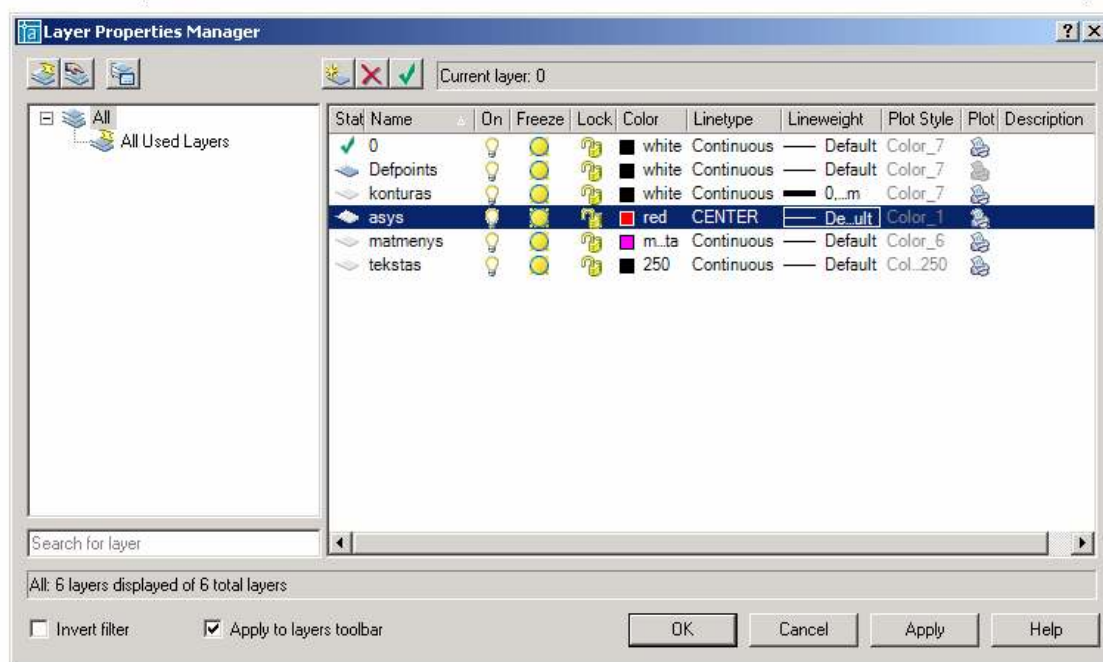 Layer Properties Manager
Current layer: 0
All
All Used Layers
Stat Name On Freeze Lock Color Linetype Lineweight Plot Style Plot Description
0 white Continuous Default Color_7
Defpoints white Continuous Default Color_7
konturas white Continuous 0,...m Color_7
asys red CENTER De...ult Color_1
matmenys m...ta Continuous Default Color_6
tekstas 250 Continuous Default Col...250
Search for layer
All: 6 layers displayed of 6 total layers
Invert filter Apply to layers toolbar OK Cancel Apply Help